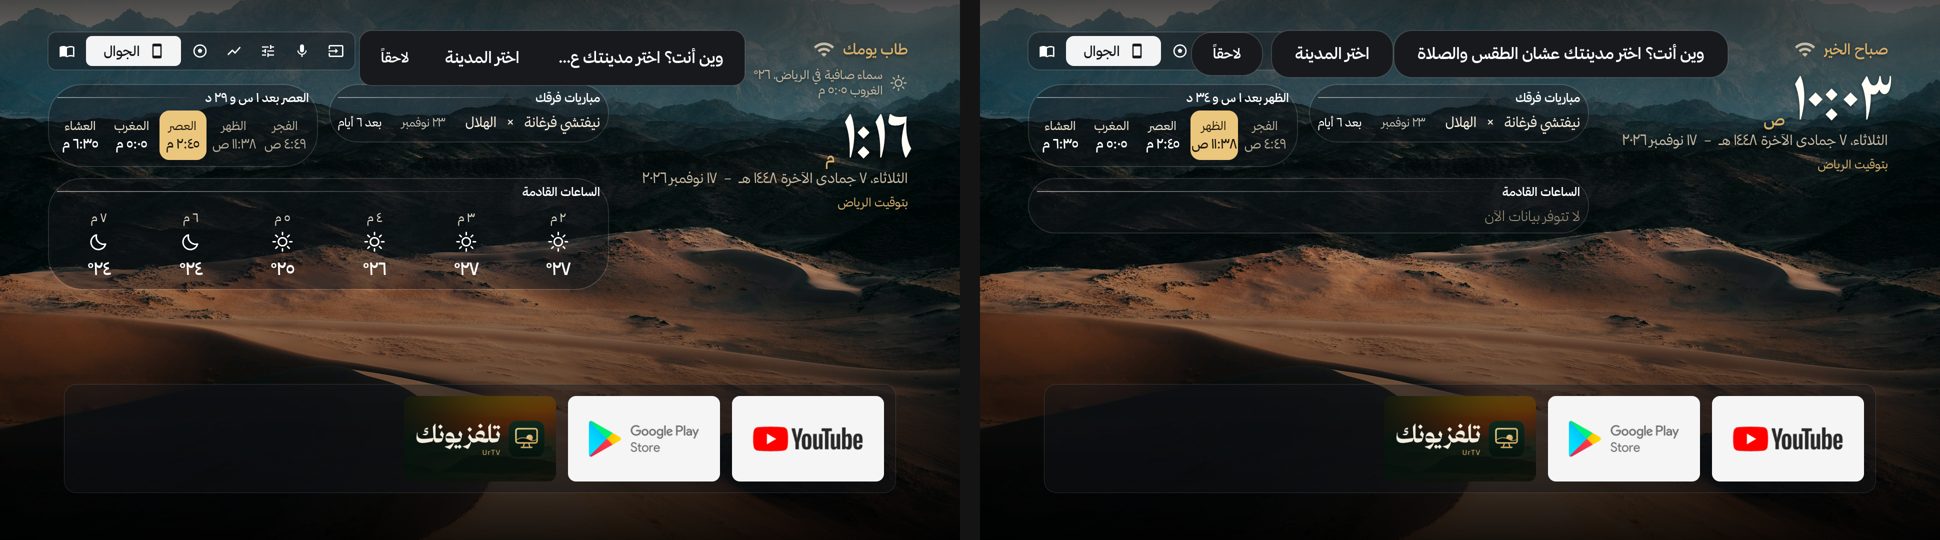 طاب يومك
وين أنت؟ اختر مدينتك ع...
اختر المدينة
لاحقاً
الجوال
سماء صافية في الرياض، ٢٦°
الغروب ٥:٠٥ م
١:١٦ م
الثلاثاء، ٧ جمادى الآخرة ١٤٤٨ هـ – ١٧ نوفمبر ٢٠٢٦
بتوقيت الرياض
مباريات فرقك
نيفتشي فرغانة × الهلال ٢٣ نوفمبر بعد ٦ أيام
العصر بعد ١ س و ٢٩ د
الفجر الظهر العصر المغرب العشاء
٤:٤٩ ص ١١:٣٨ ص ٢:٤٥ م ٥:٠٥ م ٦:٣٥ م
الساعات القادمة
٢ م ٣ م ٤ م ٥ م ٦ م ٧ م
٢٧° ٢٧° ٢٦° ٢٥° ٢٤° ٢٤°
YouTube
Google Play
Store
تلفزيونك
UrTV
صباح الخير
وين أنت؟ اختر مدينتك عشان الطقس والصلاة
اختر المدينة
لاحقاً
الجوال
١٠:٠٣ ص
الثلاثاء، ٧ جمادى الآخرة ١٤٤٨ هـ – ١٧ نوفمبر ٢٠٢٦
بتوقيت الرياض
مباريات فرقك
نيفتشي فرغانة × الهلال ٢٣ نوفمبر بعد ٦ أيام
الظهر بعد ١ س و ٣٤ د
الفجر الظهر العصر المغرب العشاء
٤:٤٩ ص ١١:٣٨ ص ٢:٤٥ م ٥:٠٥ م ٦:٣٥ م
الساعات القادمة
لا تتوفر بيانات الآن
YouTube
Google Play
Store
تلفزيونك
UrTV